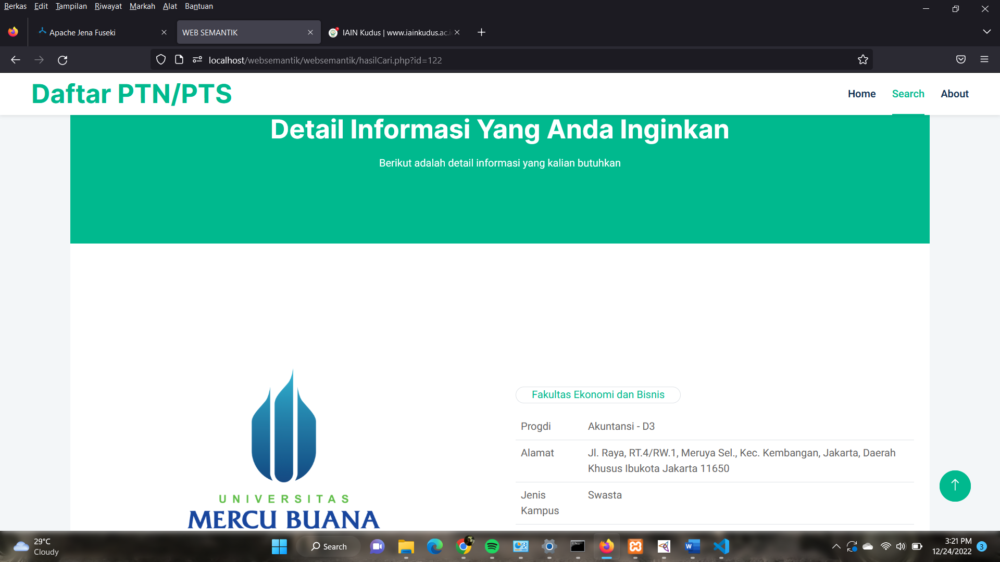 Berkas Edit Tampilan Riwayat Markah Alat Bantuan
Apache Jena Fuseki
WEB SEMANTIK
IAIN Kudus | www.iainkudus.ac.i
localhost/websemantik/websemantik/hasilCari.php?id=122
Daftar PTN/PTS
Home Search About
Detail Informasi Yang Anda Inginkan
Berikut adalah detail informasi yang kalian butuhkan
UNIVERSITAS
MERCU BUANA
Fakultas Ekonomi dan Bisnis
Progdi Akuntansi - D3
Alamat Jl. Raya, RT.4/RW.1, Meruya Sel., Kec. Kembangan, Jakarta, Daerah
Khusus Ibukota Jakarta 11650
Jenis Swasta
Kampus
29°C
Cloudy
Search
3:21 PM
12/24/2022
3